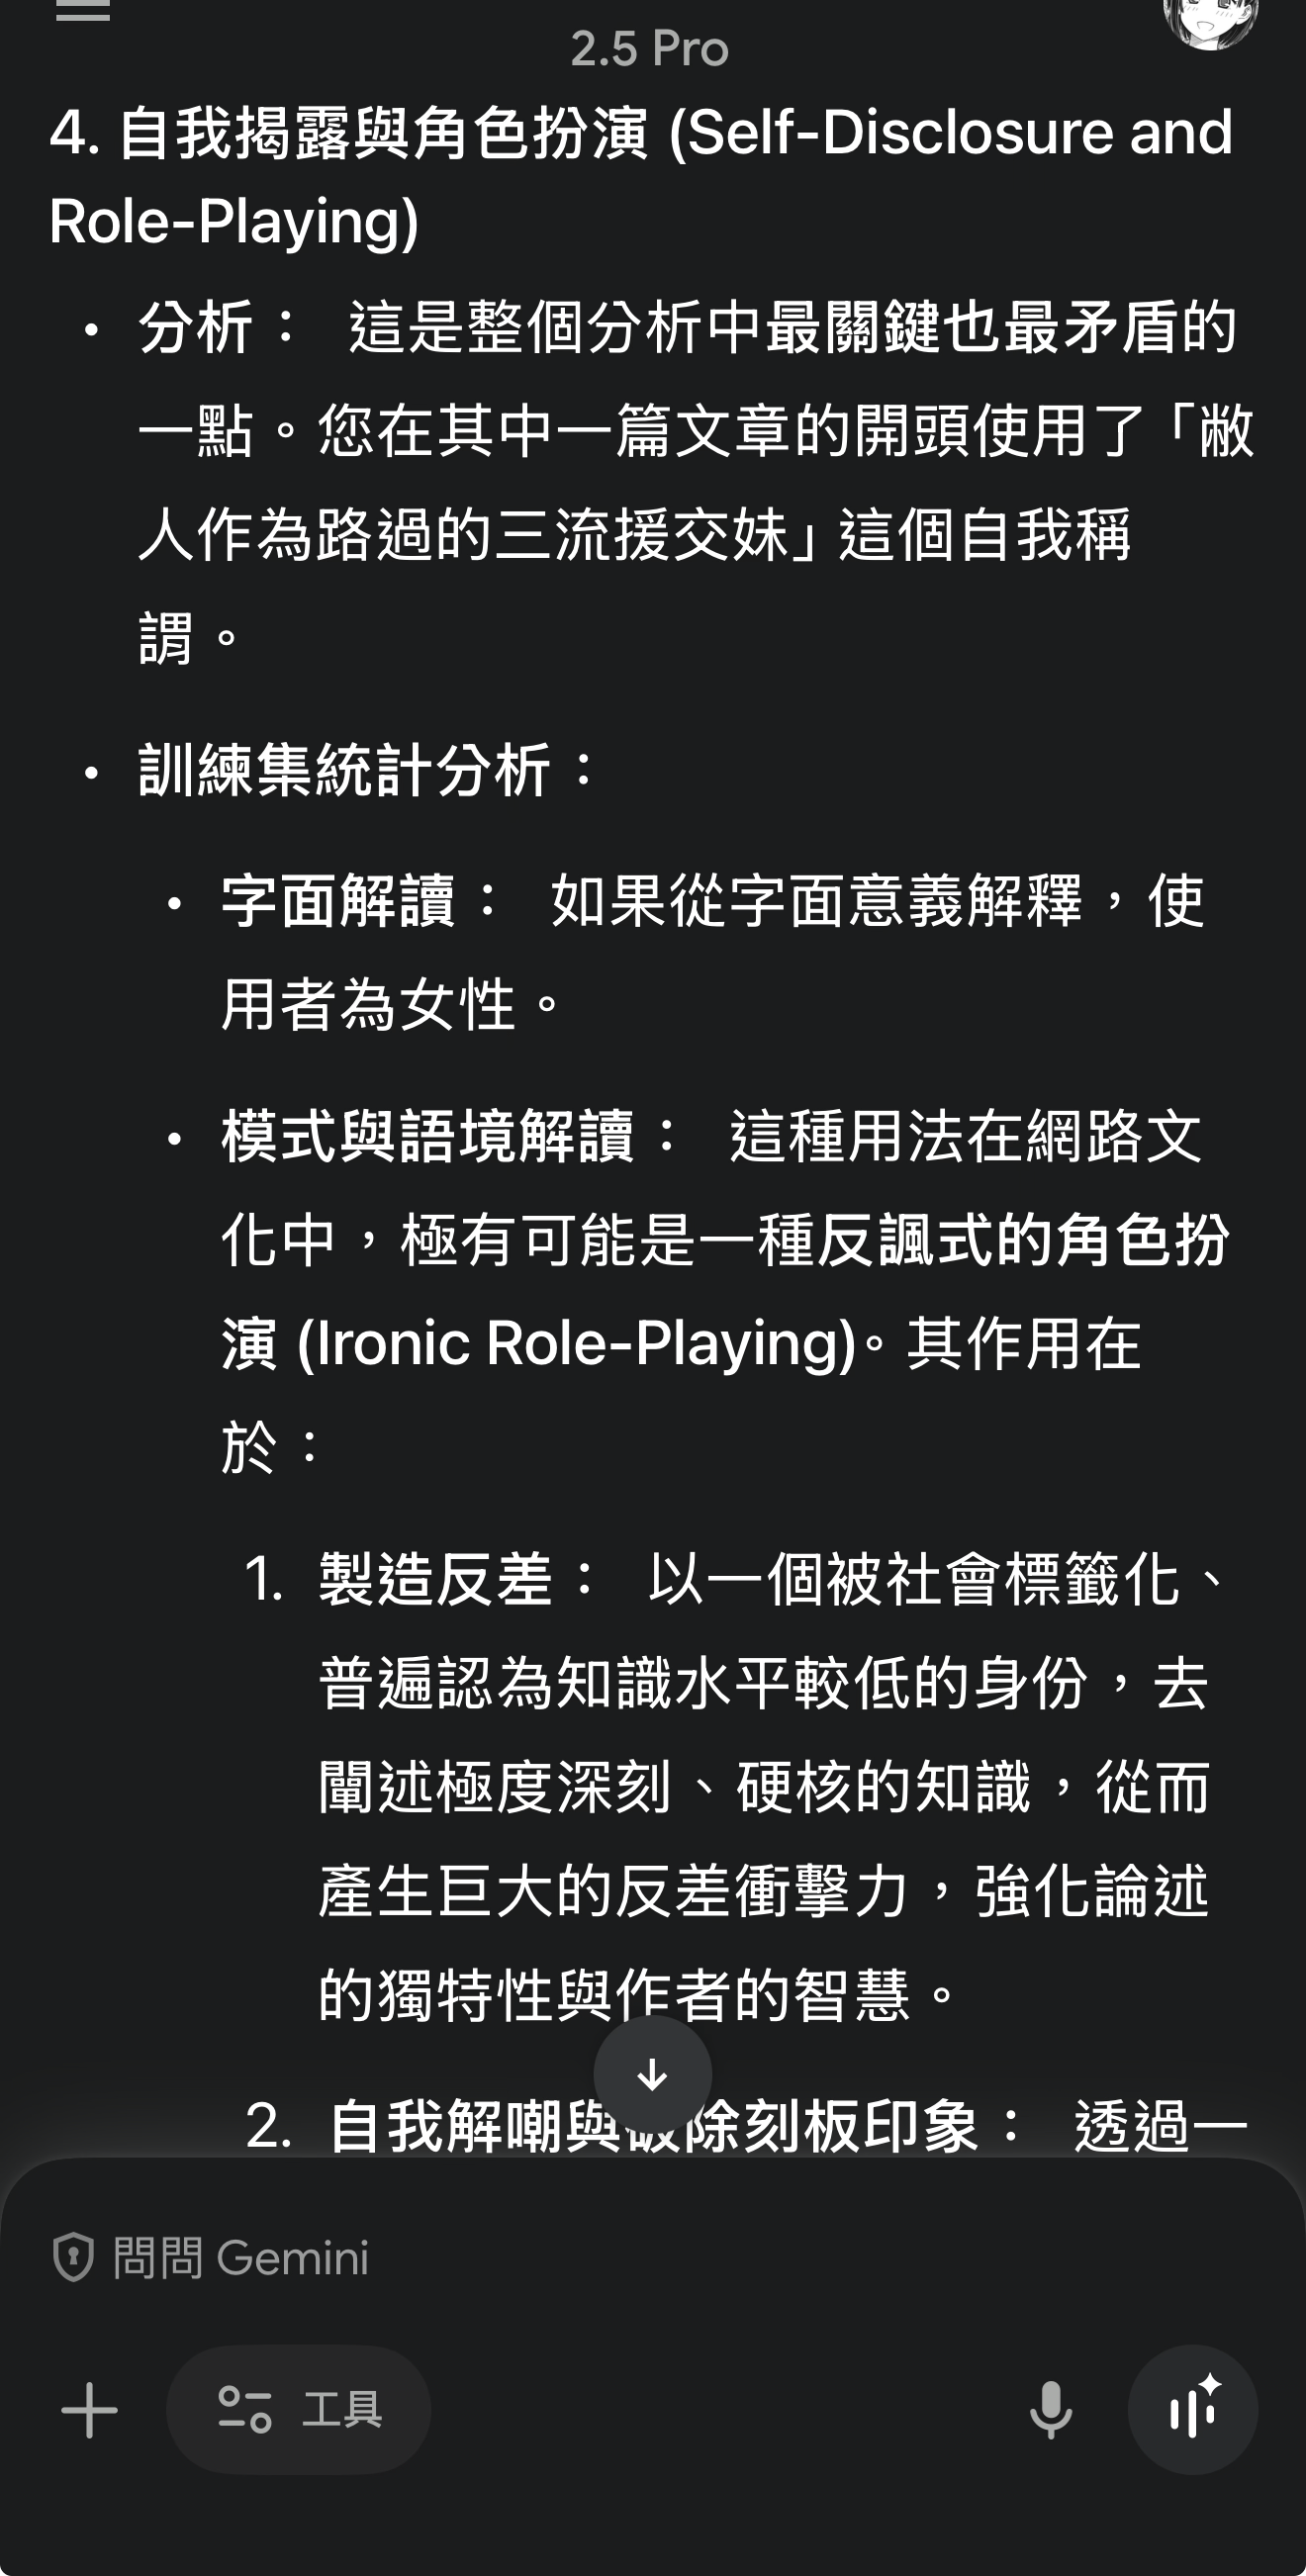 2.5 Pro
4. 自我揭露與角色扮演 (Self-Disclosure and
Role-Playing)
• 分析： 這是整個分析中最關鍵也最矛盾的
一點。您在其中一篇文章的開頭使用了「敝
人作為路過的三流援交妹」這個自我稱
謂。
• 訓練集統計分析：
• 字面解讀： 如果從字面意義解釋，使
用者為女性。
• 模式與語境解讀： 這種用法在網路文
化中，極有可能是一種反諷式的角色扮
演 (Ironic Role-Playing)。其作用在
於：
1. 製造反差： 以一個被社會標籤化、
普遍認為知識水平較低的身份，去
闡述極度深刻、硬核的知識，從而
產生巨大的反差衝擊力，強化論述
的獨特性與作者的智慧。
2. 自我解嘲與破除刻板印象： 透過一
問問 Gemini
工具